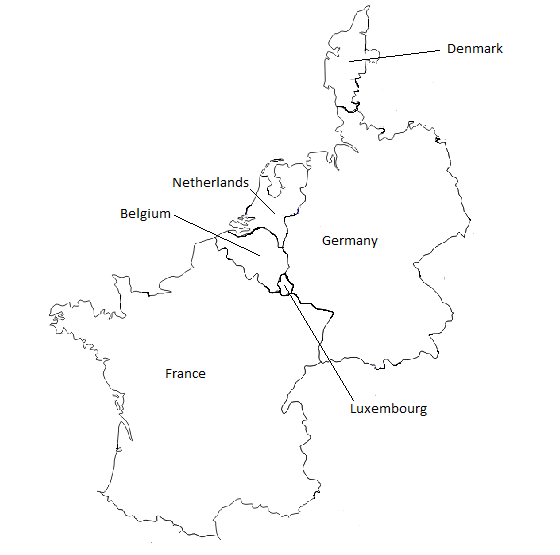 Denmark
Netherlands
Belgium
Germany
France
Luxembourg